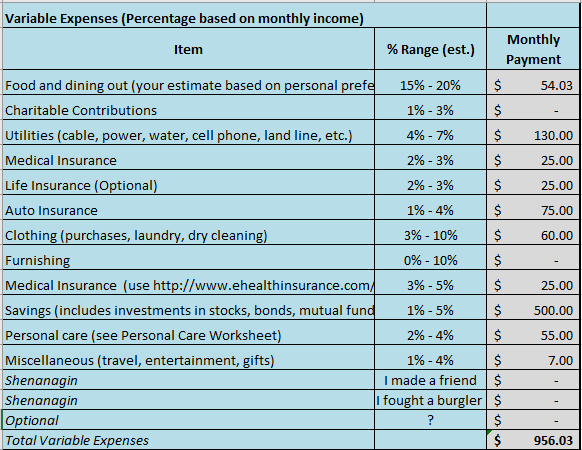 Variable Expenses (Percentage based on monthly income)
Item % Range (est.) Monthly Payment
Food and dining out (your estimate based on personal prefe 15% - 20% $ 54.03
Charitable Contributions 1% - 3% $ -
Utilities (cable, power, water, cell phone, land line, etc.) 4% - 7% $ 130.00
Medical Insurance 2% - 3% $ 25.00
Life Insurance (Optional) 2% - 3% $ 25.00
Auto Insurance 1% - 4% $ 75.00
Clothing (purchases, laundry, dry cleaning) 3% - 10% $ 60.00
Furnishing 0% - 10% $ -
Medical Insurance (use http://www.ehealthinsurance.com/ 3% - 5% $ 25.00
Savings (includes investments in stocks, bonds, mutual fund 1% - 5% $ 500.00
Personal care (see Personal Care Worksheet) 2% - 4% $ 55.00
Miscellaneous (travel, entertainment, gifts) 1% - 4% $ 7.00
Shenanagin I made a friend $ -
Shenanagin I fought a burgler $ -
Optional ? $ -
Total Variable Expenses $ 956.03